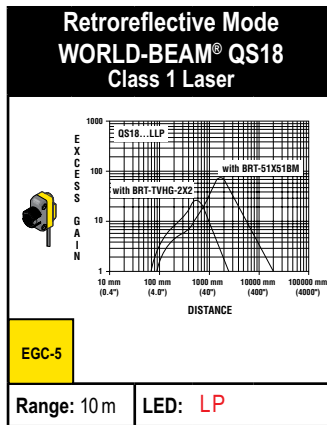 Retroreflective Mode
WORLD-BEAM® QS18
Class 1 Laser
EXCESS GAIN
1000
100
10
1
QS18...LLP
with BRT-51X51BM
with BRT-TVHG-2X2
10 mm 100 mm 1000 mm 10000 mm 100000 mm
(0.4") (4.0") (40") (400") (4000")
DISTANCE
EGC-5
Range: 10 m
LED: LP